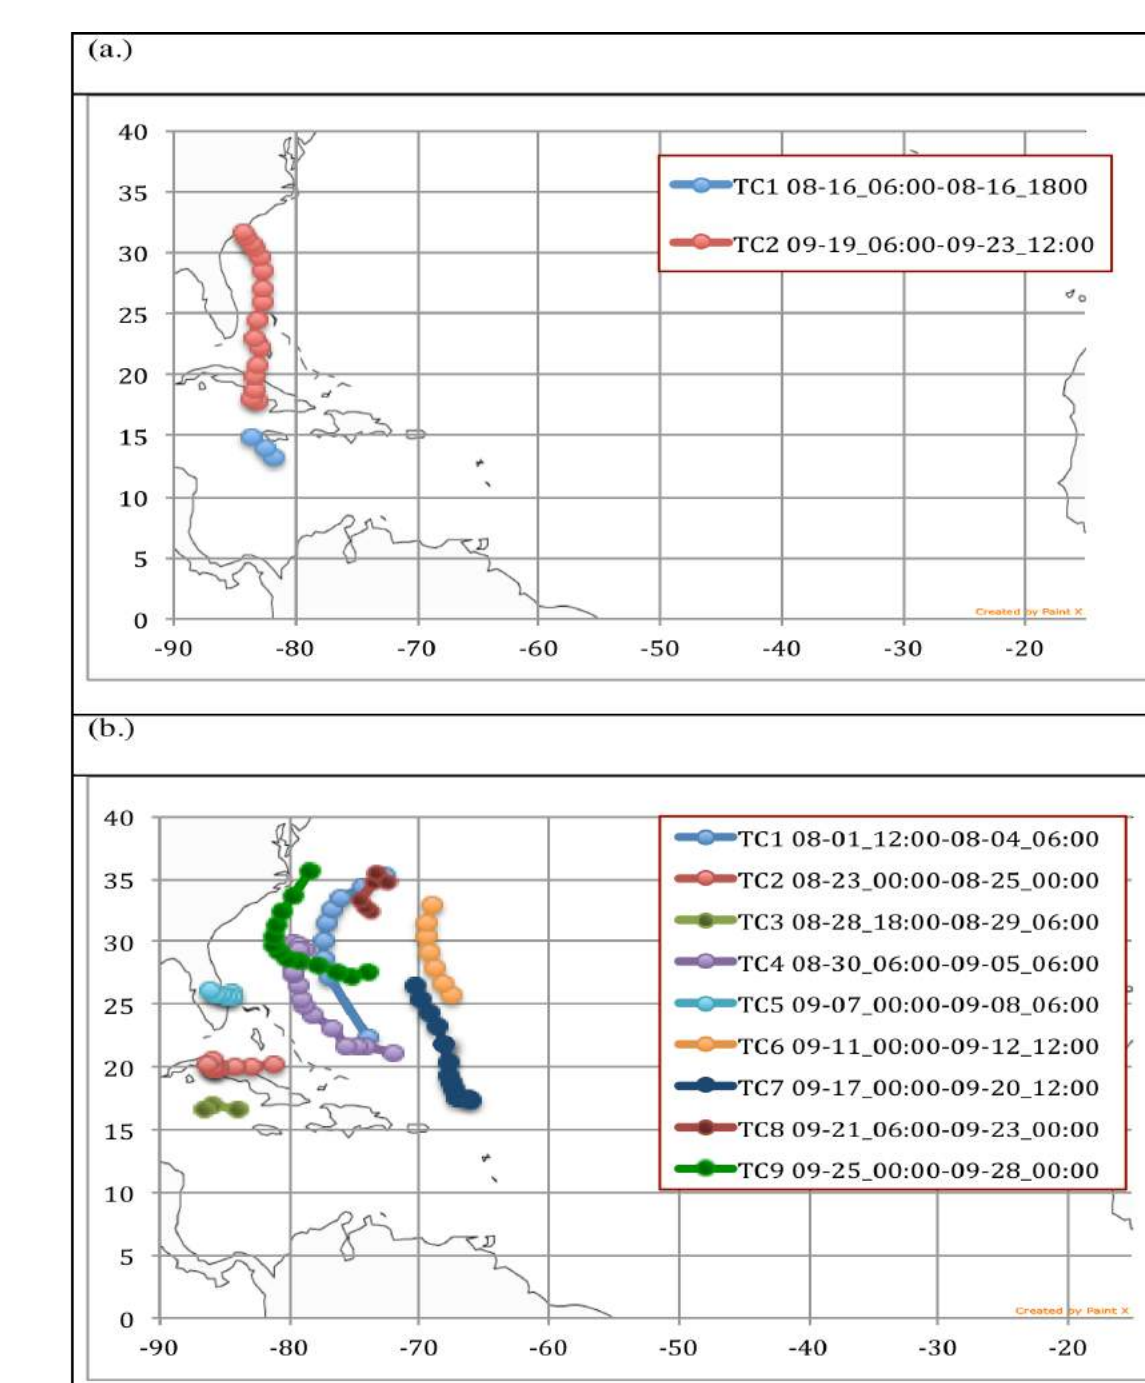 (a.)
40
35
30
25
20
15
10
5
0
-90 -80 -70 -60 -50 -40 -30 -20
TC1 08-16_06:00-08-16_1800
TC2 09-19_06:00-09-23_12:00
Created by Paint X
(b.)
40
35
30
25
20
15
10
5
0
-90 -80 -70 -60 -50 -40 -30 -20
TC1 08-01_12:00-08-04_06:00
TC2 08-23_00:00-08-25_00:00
TC3 08-28_18:00-08-29_06:00
TC4 08-30_06:00-09-05_06:00
TC5 09-07_00:00-09-08_06:00
TC6 09-11_00:00-09-12_12:00
TC7 09-17_00:00-09-20_12:00
TC8 09-21_06:00-09-23_00:00
TC9 09-25_00:00-09-28_00:00
Created by Paint X